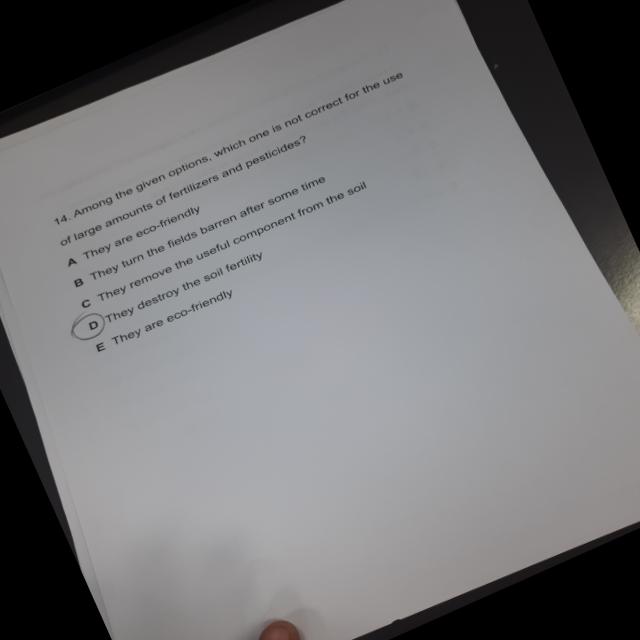 14. Among the given options, which one is not correct for the use
of large amounts of fertilizers and pesticides?
A They are eco-friendly
B They turn the fields barren after some time
C They remove the useful component from the soil
D They destroy the soil fertility
E They are eco-friendly